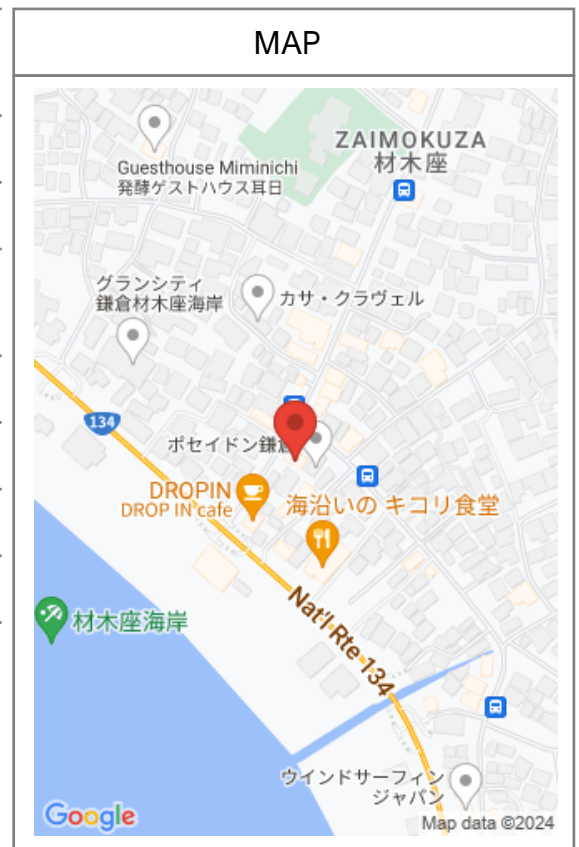 MAP
ZAIMOKUZA
材木座
Guesthouse Miminichi
発酵ゲストハウス耳日
グランシティ
鎌倉材木座海岸
カサ・クラヴェル
134
ポセイドン鎌倉
DROPIN
DROP IN cafe
海沿いの キコリ食堂
材木座海岸
Nat'l Rte 134
ウインドサーフィン
ジャパン
Google
Map data ©2024